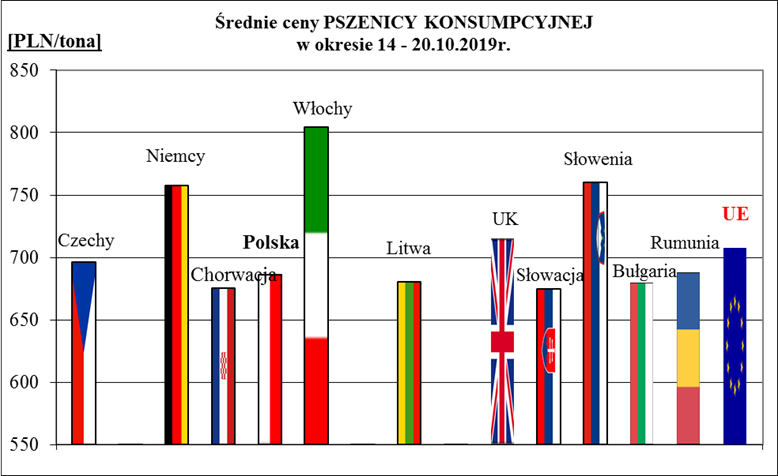 Średnie ceny PSZENICY KONSUMPCYJNEJ
w okresie 14 - 20.10.2019r.
[PLN/tona]
850
800
750
700
650
600
550
Czechy
Niemcy
Chorwacja
Polska
Włochy
Litwa
UK
Słowacja
Słowenia
Bułgaria
Rumunia
UE